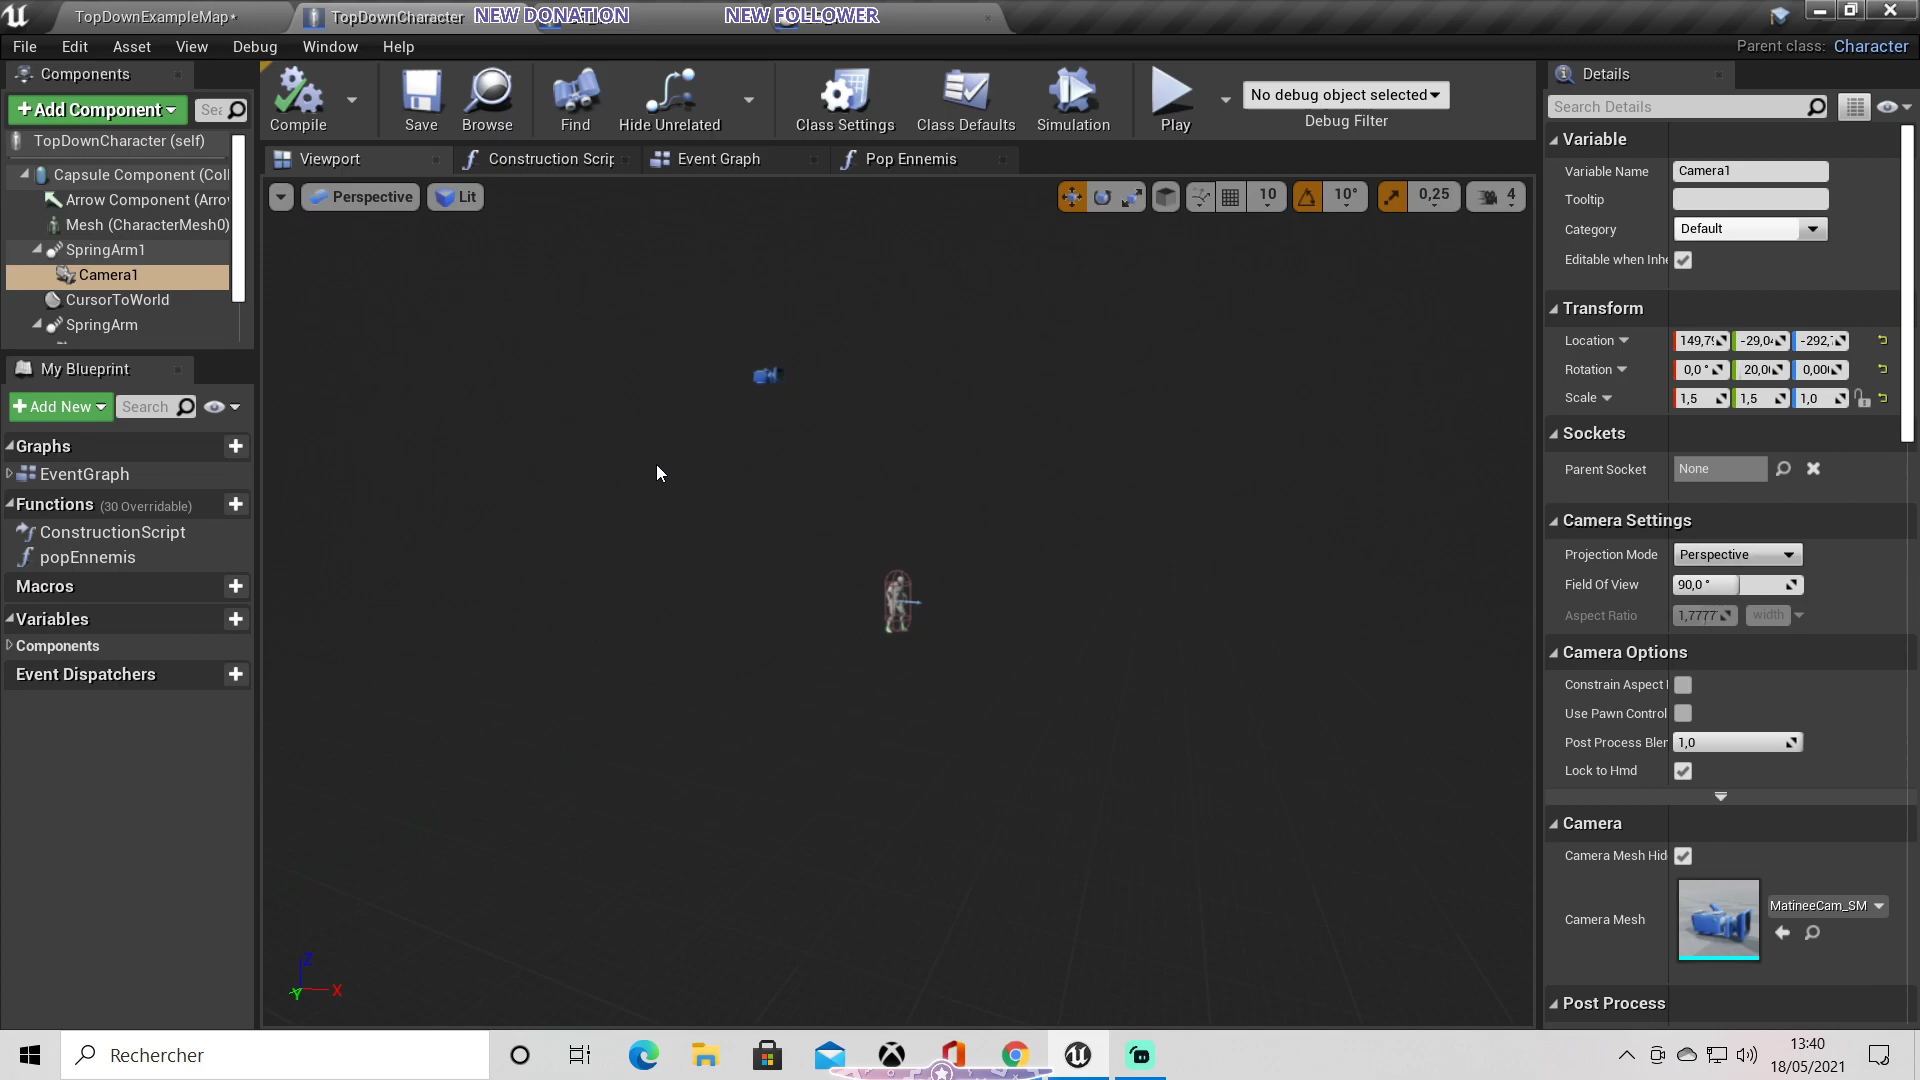 TopDownExampleMap*
TopDownCharacter
NEW DONATION
NEW FOLLOWER
File Edit Asset View Debug Window Help
Parent class: Character
Components
+Add Component
Sea
TopDownCharacter (self)
Capsule Component (Coll
Arrow Component (Arro
Mesh (CharacterMesh0)
SpringArm1
Camera1
CursorToWorld
SpringArm
My Blueprint
+Add New
Search
Graphs
EventGraph
Functions (30 Overridable)
ConstructionScript
popEnnemis
Macros
Variables
Components
Event Dispatchers
Compile
Save
Browse
Find
Hide Unrelated
Class Settings
Class Defaults
Simulation
Play
No debug object selected
Debug Filter
Viewport
Construction Scrip
Event Graph
Pop Ennemis
Perspective
Lit
10
10°
0,25
4
Z
Y
X
Details
Search Details
Variable
Variable Name Camera1
Tooltip
Category Default
Editable when Inhe
Transform
Location 149,79 -29,04 -292,
Rotation 0,0 ° 20,0 0,00
Scale 1,5 1,5 1,0
Sockets
Parent Socket None
Camera Settings
Projection Mode Perspective
Field Of View 90,0 °
Aspect Ratio 1,7777 width
Camera Options
Constrain Aspect
Use Pawn Control
Post Process Blen 1,0
Lock to Hmd
Camera
Camera Mesh Hid
Camera Mesh MatineeCam_SM
Post Process
Rechercher
13:40
18/05/2021